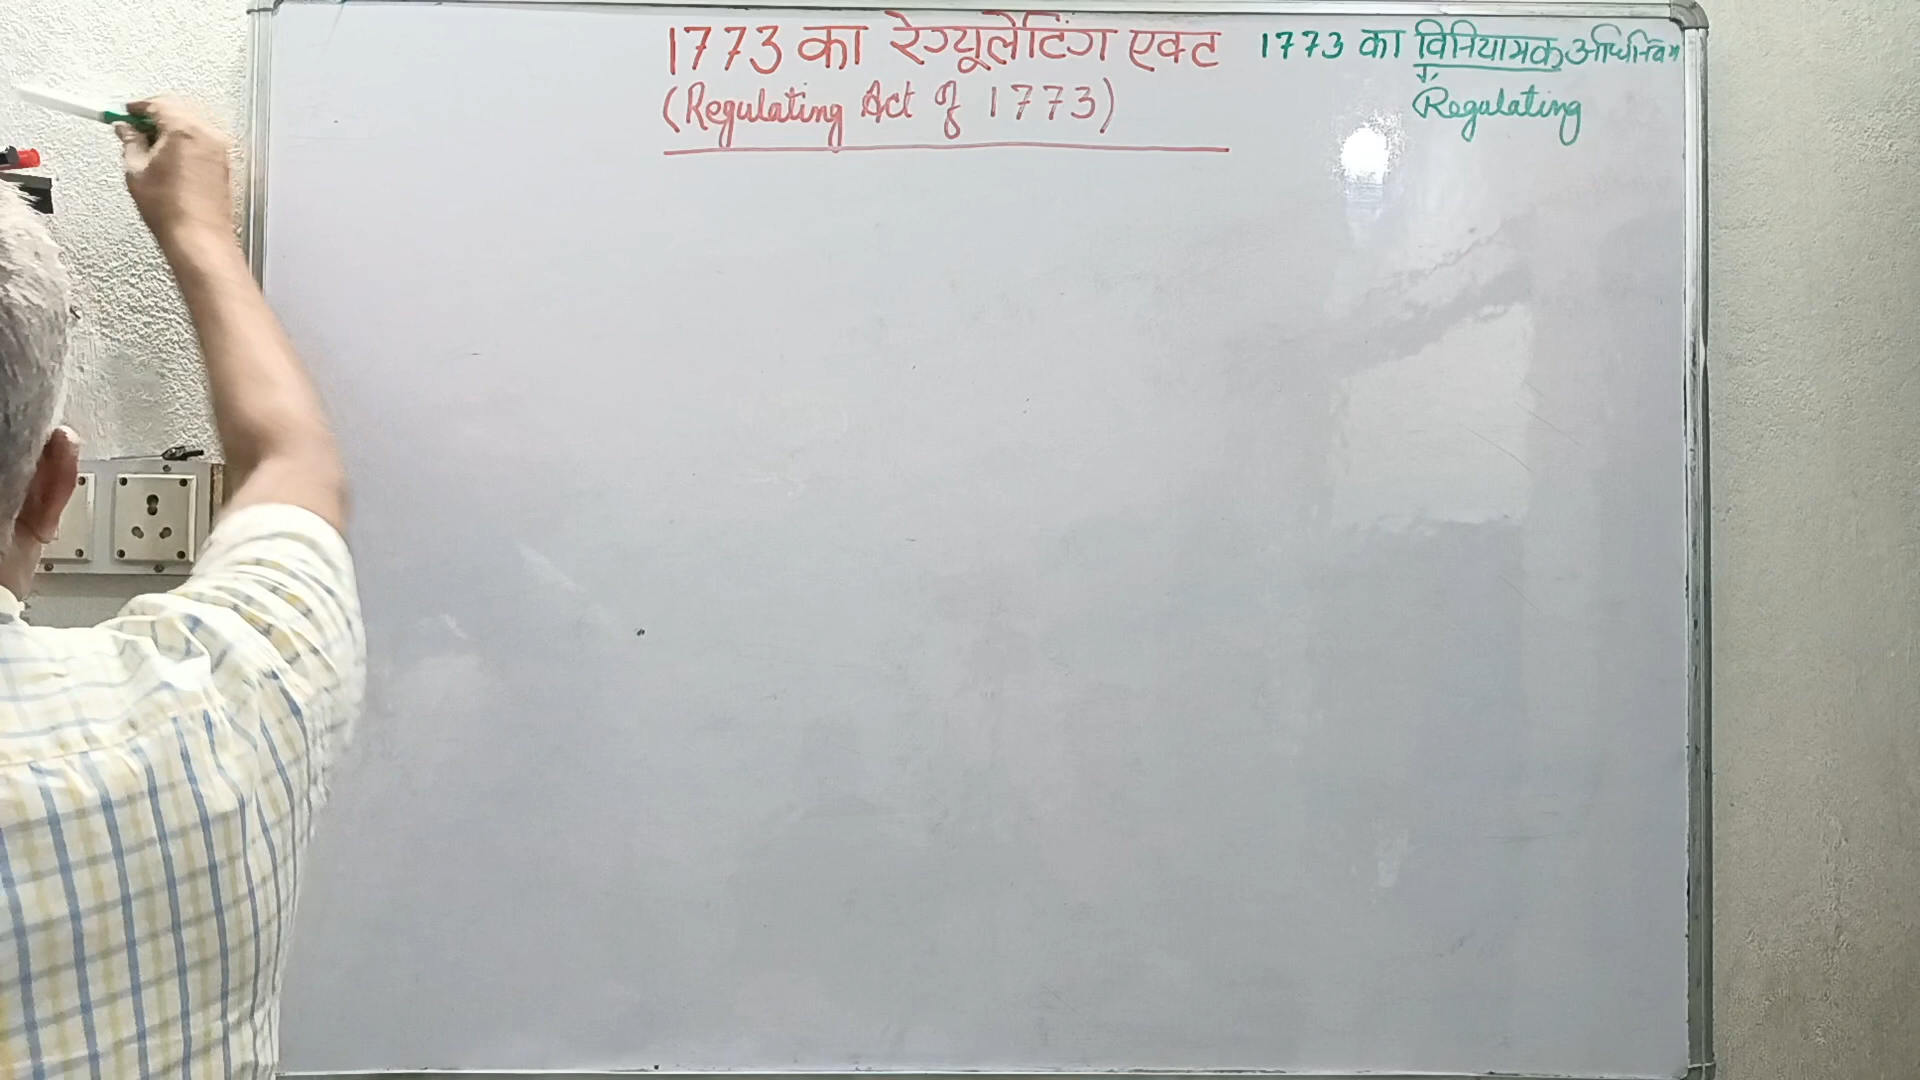 1773 का रेग्यूलेटिंग एक्ट
(Regulating Act of 1773)
1773 का विनियामक अधिनियम
Regulating